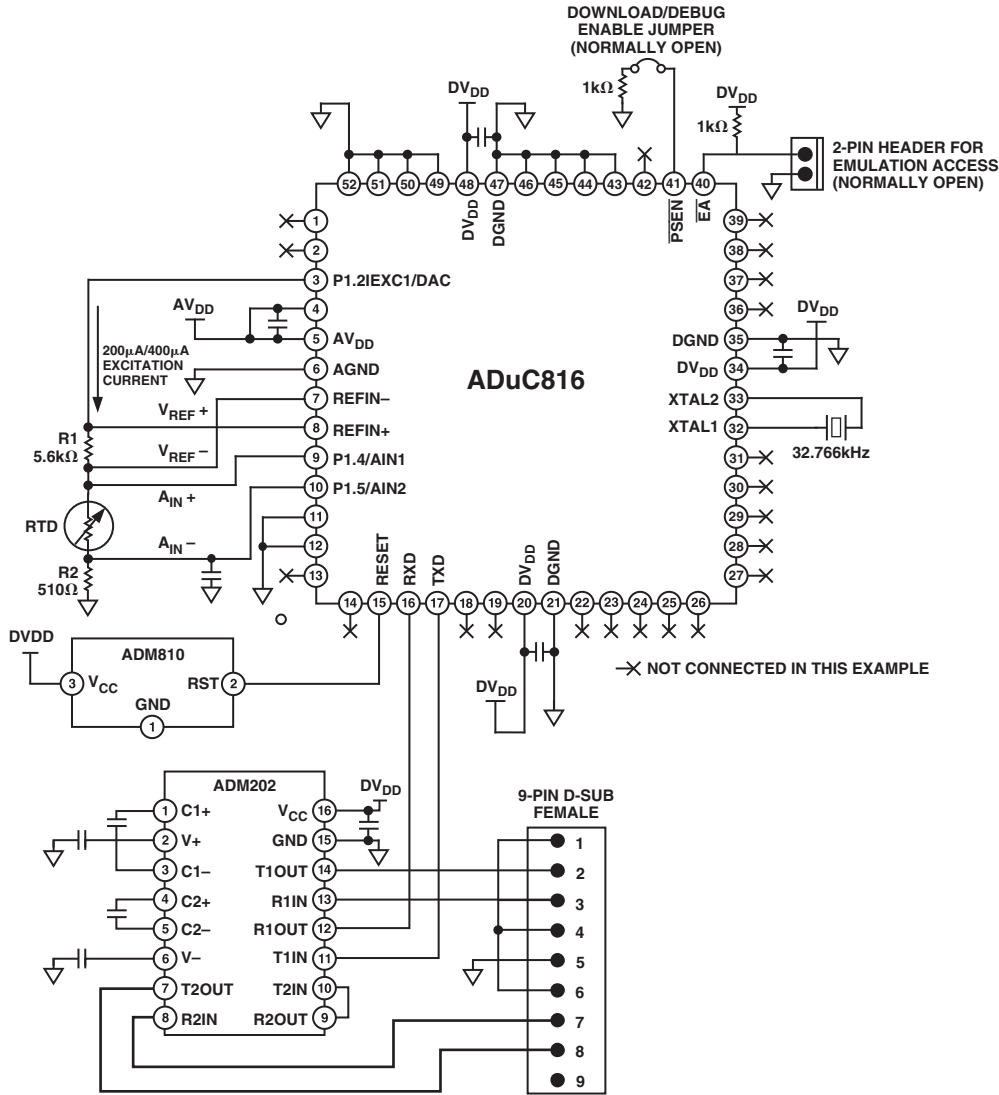 DOWNLOAD/DEBUG
ENABLE JUMPER
(NORMALLY OPEN)
1kΩ
DVDD
1kΩ
DVDD
2-PIN HEADER FOR
EMULATION ACCESS
(NORMALLY OPEN)
52 51 50 49 48 47 46 45 44 43 42 41 40
DVDD
DGND
PSEN
EA
1
2
3 P1.2IEXC1/DAC
4
AVDD
5 AVDD
6 AGND
7 REFIN–
8 REFIN+
9 P1.4/AIN1
10 P1.5/AIN2
11
12
13
200µA/400µA
EXCITATION
CURRENT
VREF +
R1
5.6kΩ
VREF –
AIN +
RTD
AIN –
R2
510Ω
ADuC816
39
38
37
36
DVDD
DGND 35
DVDD 34
XTAL2 33
XTAL1 32
32.766kHz
31
30
29
28
27
RESET
RXD
TXD
DVDD
DGND
14 15 16 17 18 19 20 21 22 23 24 25 26
DVDD
NOT CONNECTED IN THIS EXAMPLE
DVDD
ADM810
3 VCC
RST 2
GND
1
ADM202
DVDD
1 C1+
2 V+
3 C1–
4 C2+
5 C2–
6 V–
7 T2OUT
8 R2IN
VCC 16
GND 15
T1OUT 14
R1IN 13
R1OUT 12
T1IN 11
T2IN 10
R2OUT 9
9-PIN D-SUB
FEMALE
1
2
3
4
5
6
7
8
9